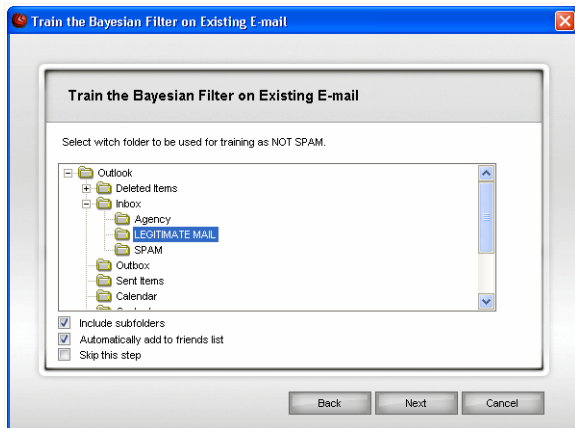 Train the Bayesian Filter on Existing E-mail
Train the Bayesian Filter on Existing E-mail
Select witch folder to be used for training as NOT SPAM.
Outlook
Deleted Items
Inbox
Agency
LEGITIMATE MAIL
SPAM
Outbox
Sent Items
Calendar
Include subfolders
Automatically add to friends list
Skip this step
Back Next Cancel